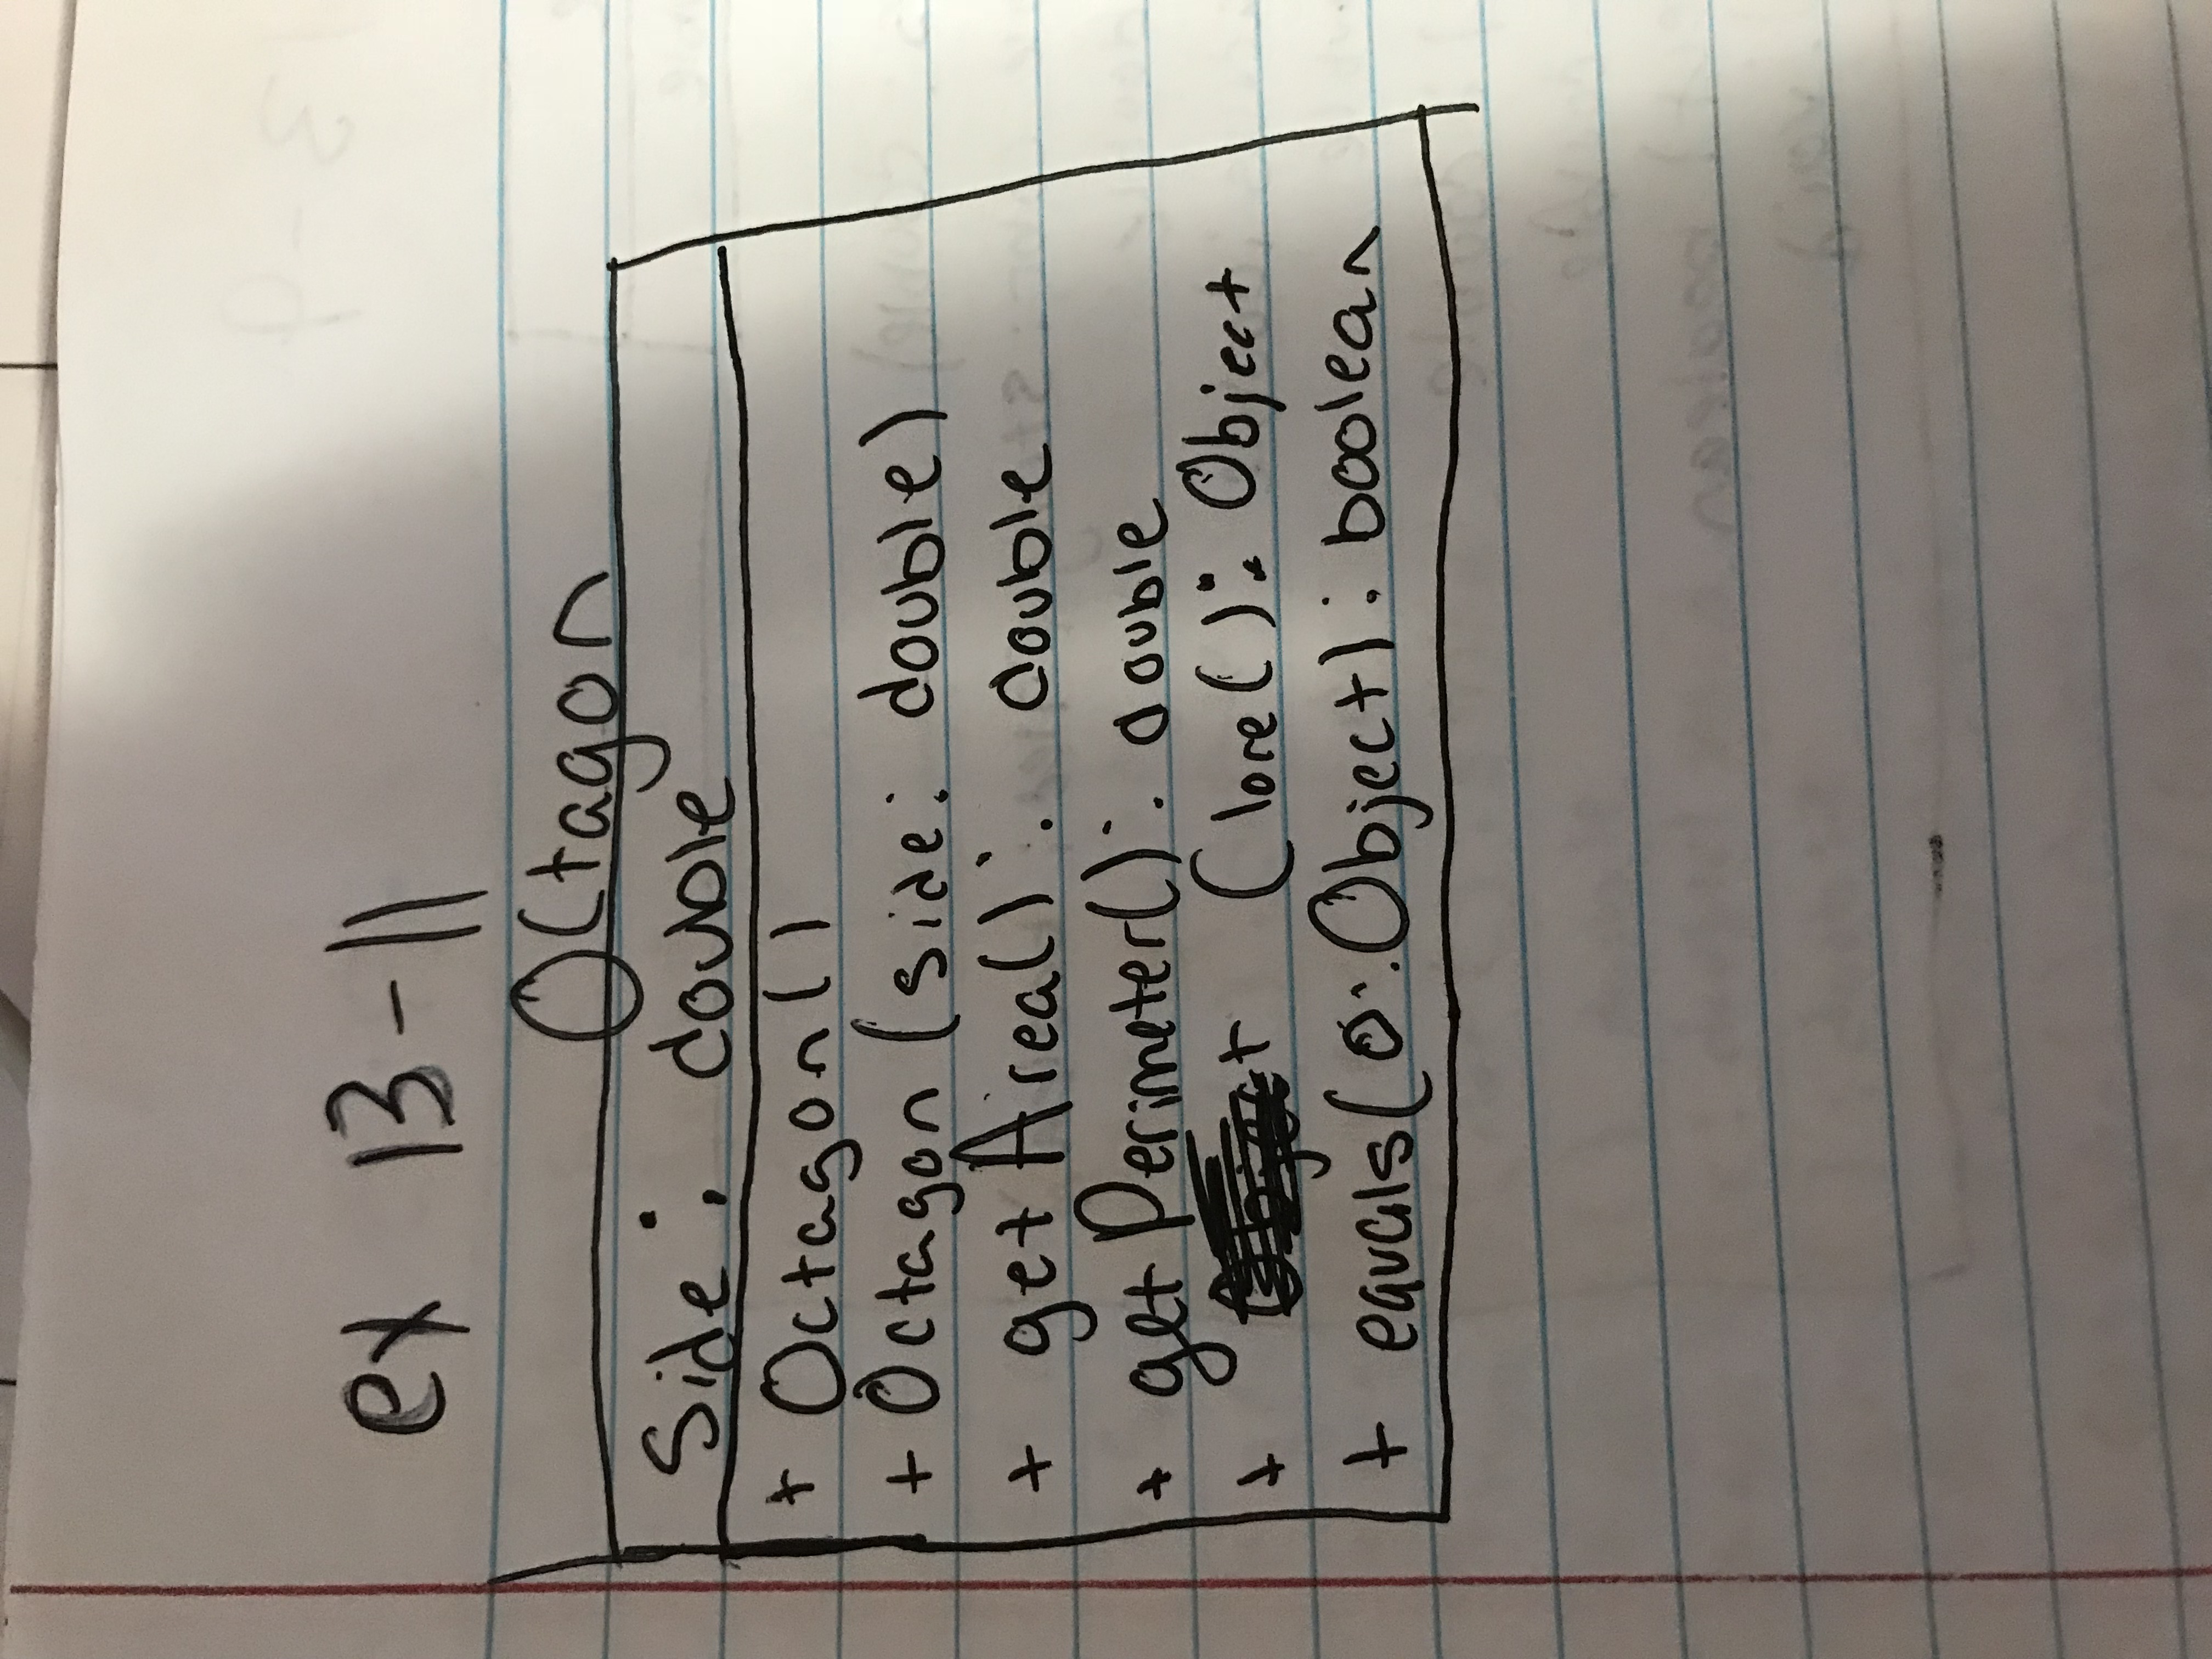 ex 13-11
Octagon
Side: double
+ Octagon()
+ Octagon (side: double)
+ getArea(): double
+ getPerimeter(): double
+ Clone(): Object
+ equals(o:Object): boolean